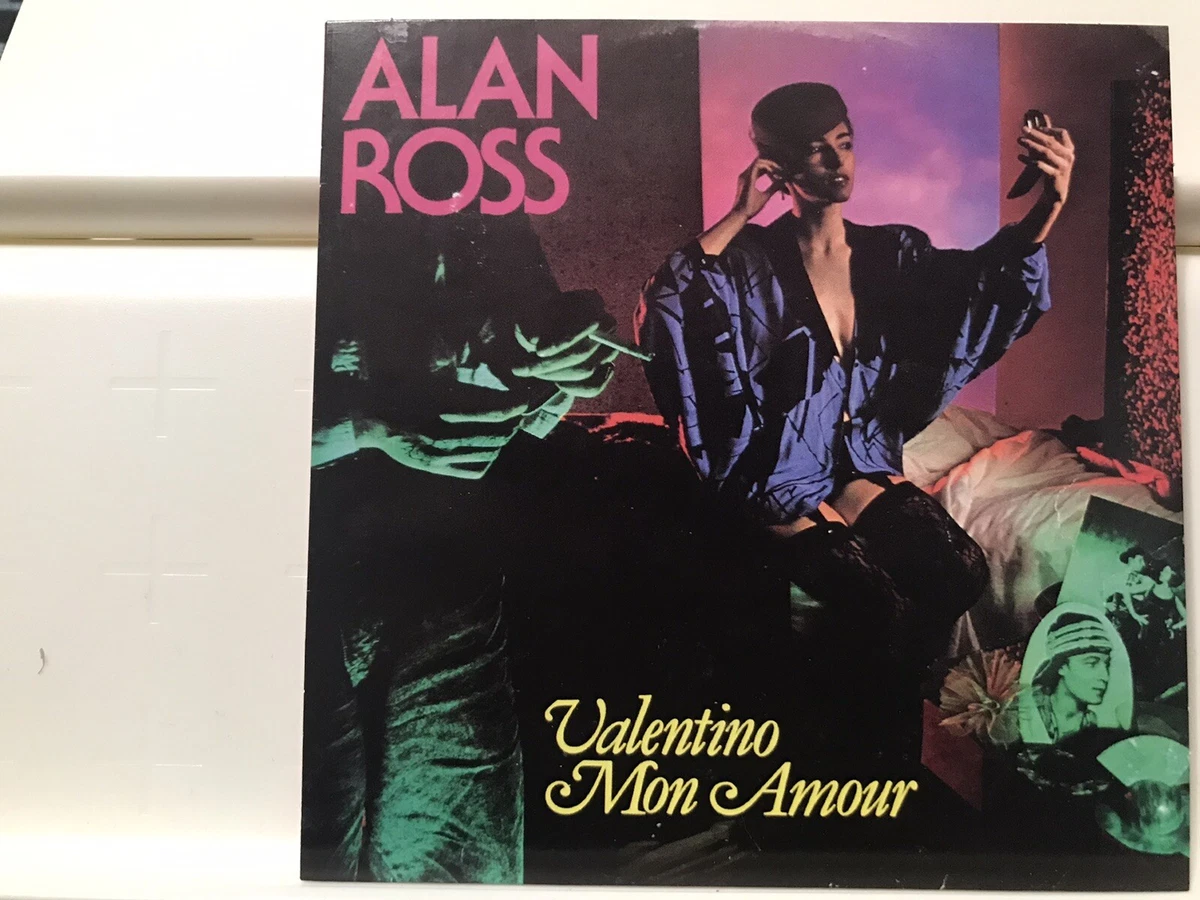 ALAN
ROSS
Valentino
Mon Amour